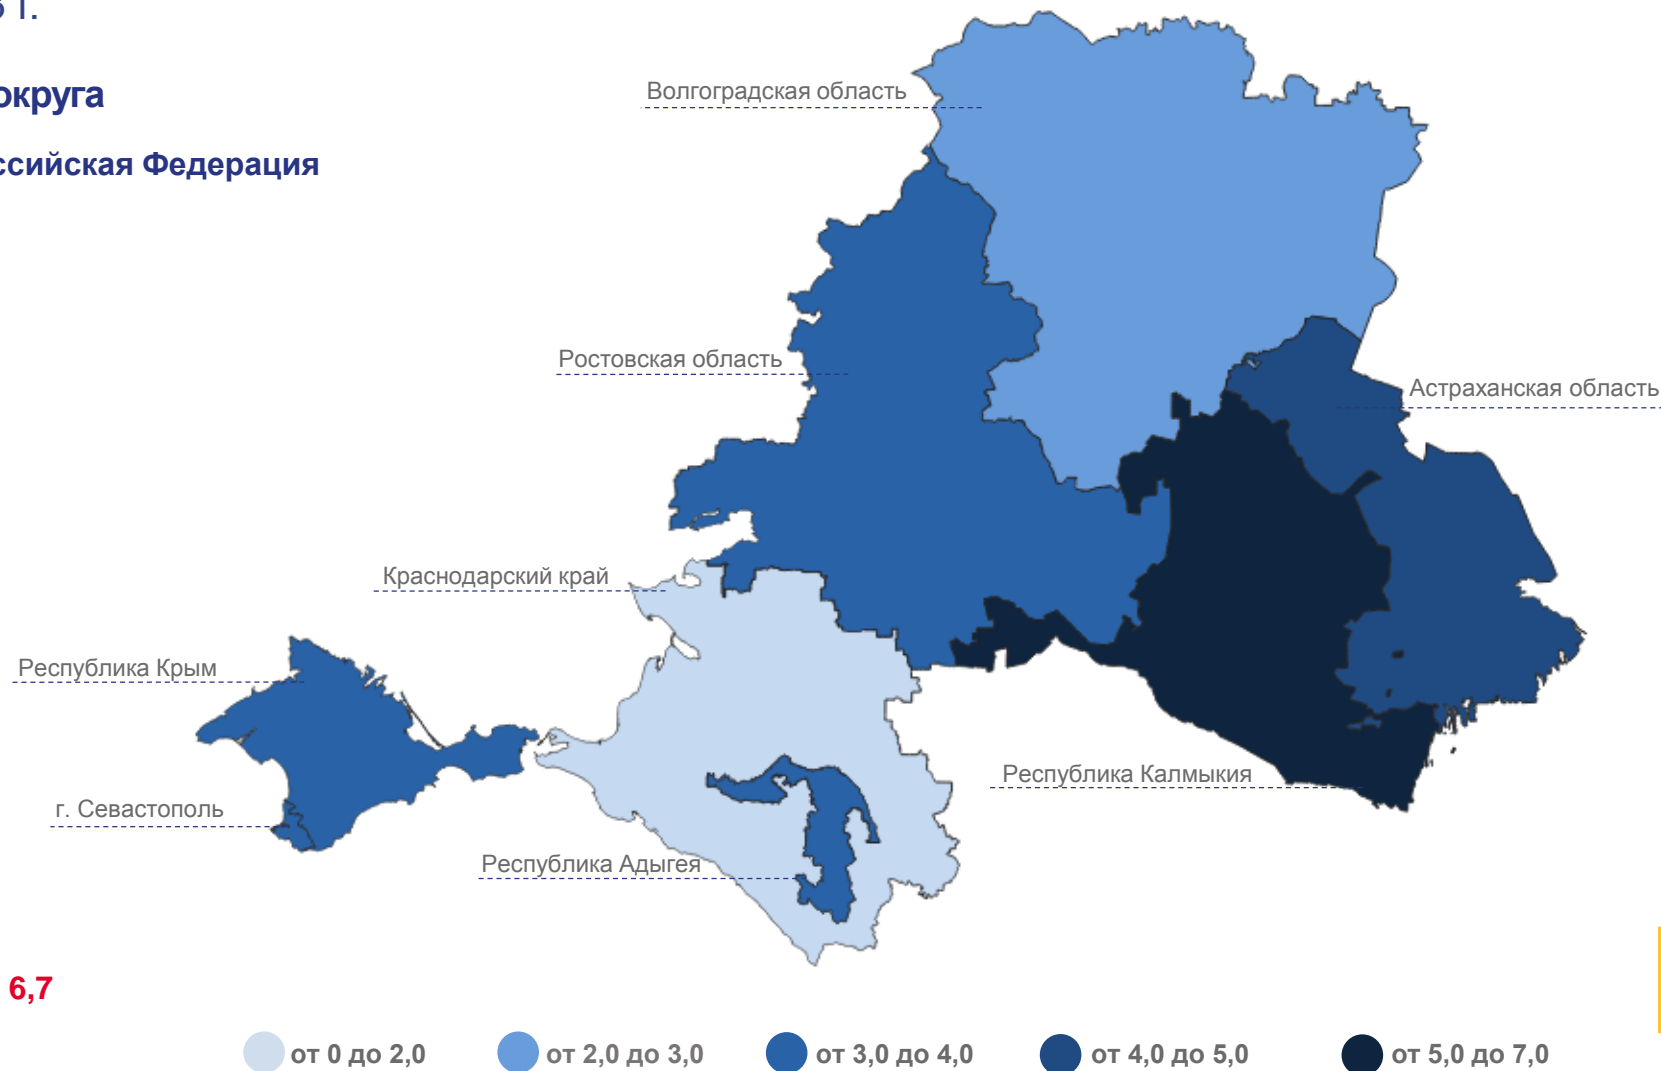 г.
округа
ссийская Федерация
Волгоградская область
Ростовская область
Астраханская область
Краснодарский край
Республика Крым
Республика Калмыкия
г. Севастополь
Республика Адыгея
6,7
от 0 до 2,0
от 2,0 до 3,0
от 3,0 до 4,0
от 4,0 до 5,0
от 5,0 до 7,0